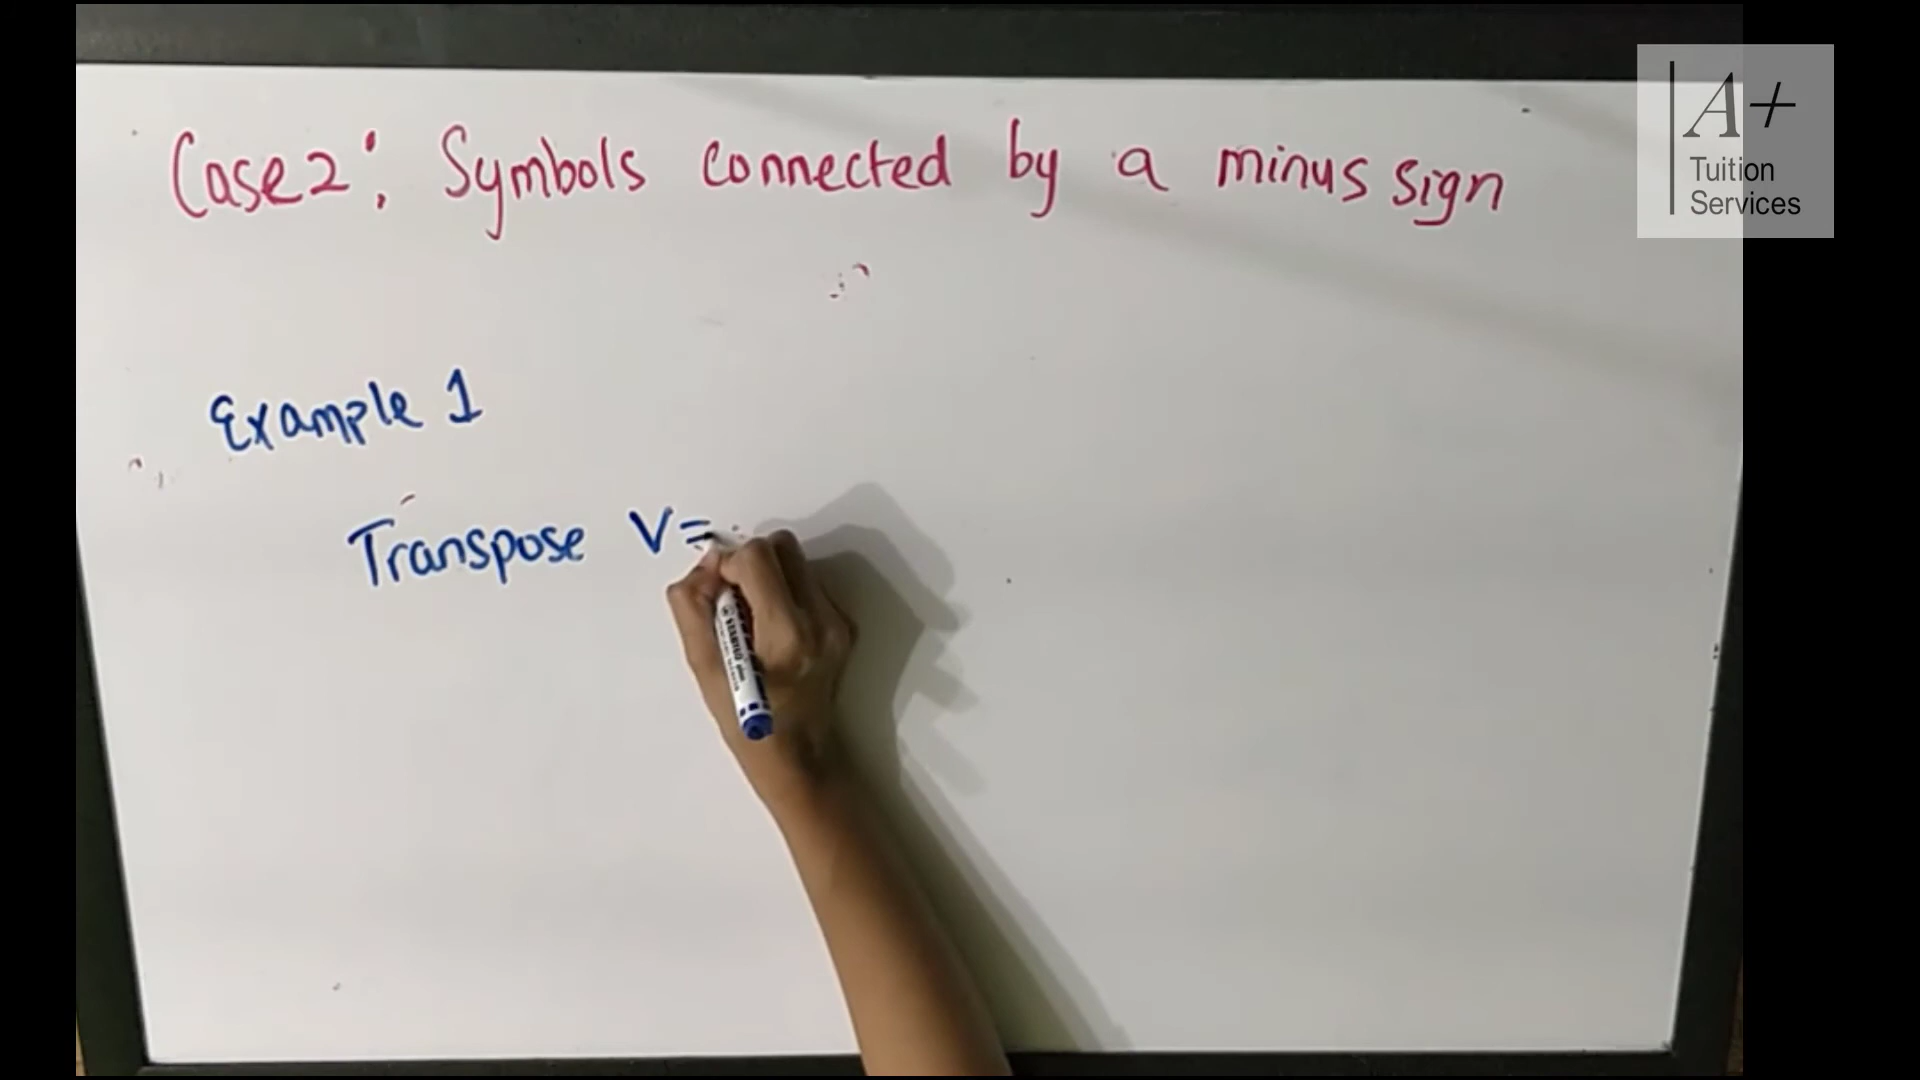 Case 2: Symbols connected by a minus sign
A+
Tuition
Services
Example 1
Transpose V=